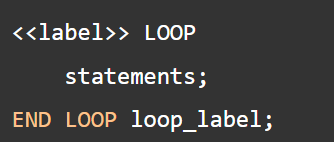 <<label>> LOOP
    statements;
END LOOP loop_label;